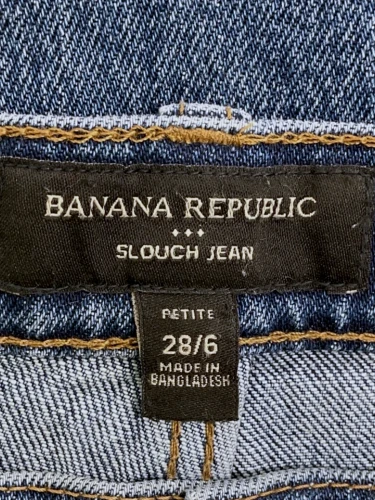 BANANA REPUBLIC
SLOUCH JEAN
PETITE
28/6
MADE IN
BANGLADESH